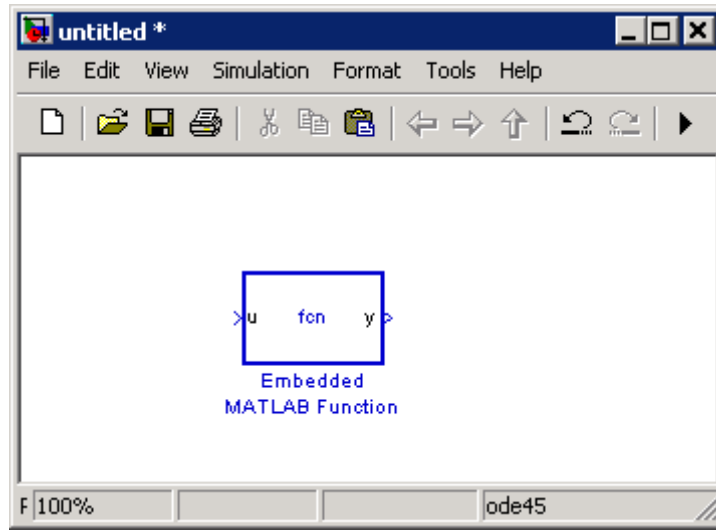 untitled *
File Edit View Simulation Format Tools Help
u fcn y
Embedded
MATLAB Function
F 100% ode45